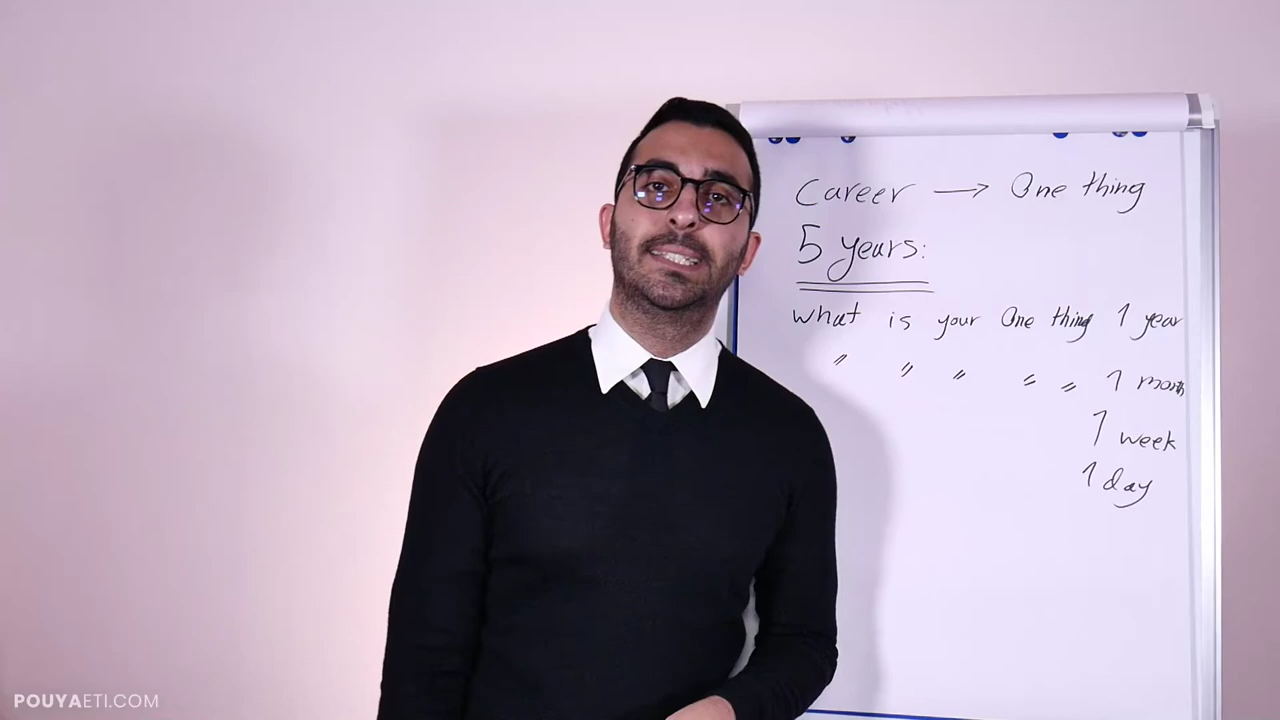 Career → One thing
5 years:
what is your One thing 1 year
〃 〃 〃 〃 〃 1 month
1 week
1 day
POUYAETI.COM